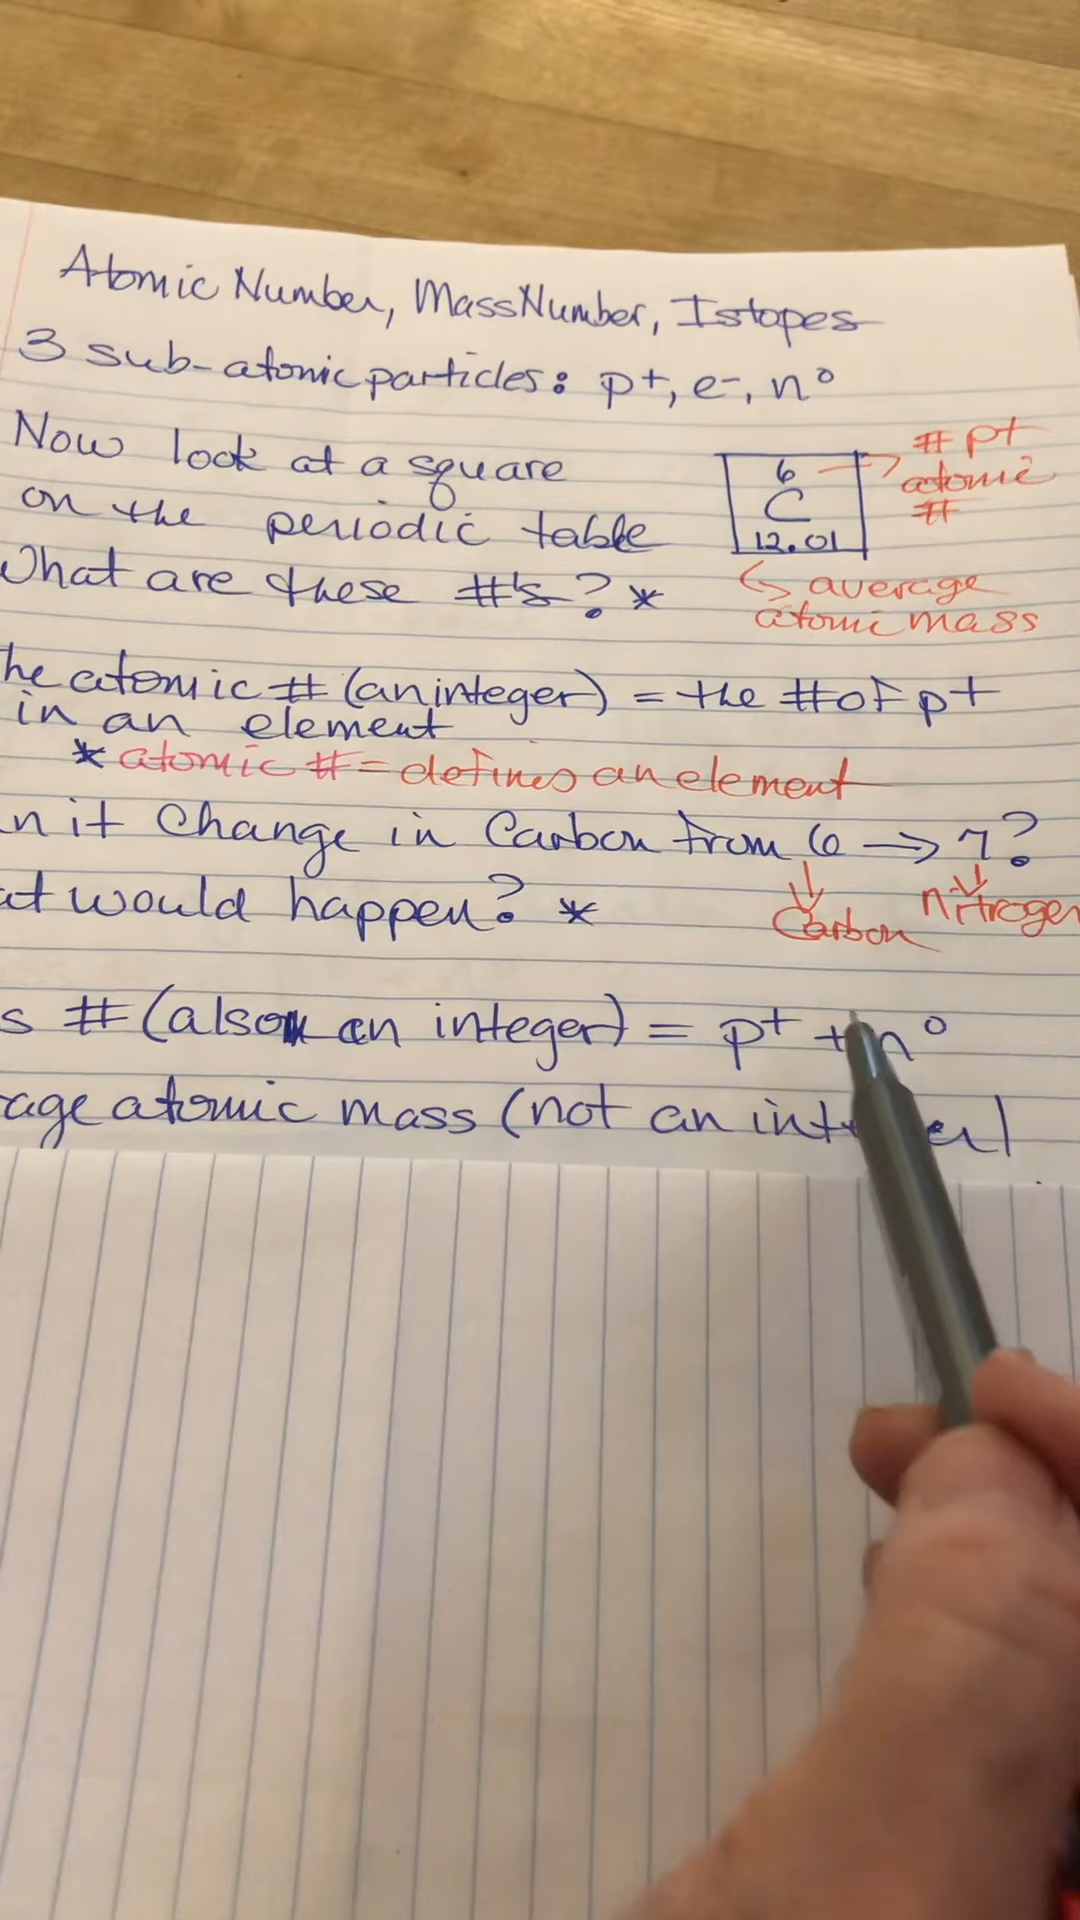 Atomic Number, Mass Number, Istopes
3 sub-atomic particles: p+, e-, n°
Now look at a square
on the periodic table
What are these #'s? *
6
C
12.01
# p+
atomic
#
average
atomic mass
he atomic # (an integer) = the # of p+
in an element
* atomic # = defines an element
n it change in Carbon from 6 → 7?
Carbon nitrogen
at would happen? *
s # (also an integer) = p+ + n°
rage atomic mass (not an int er)